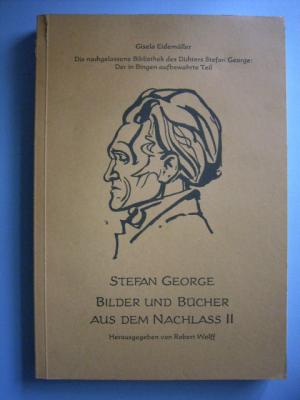 Gisela Eidemüller
Die nachgelassene Bibliothek des Dichters Stefan George:
Der in Bingen aufbewahrte Teil
STEFAN GEORGE
BILDER UND BÜCHER
AUS DEM NACHLASS II
Herausgegeben von Robert Wolff